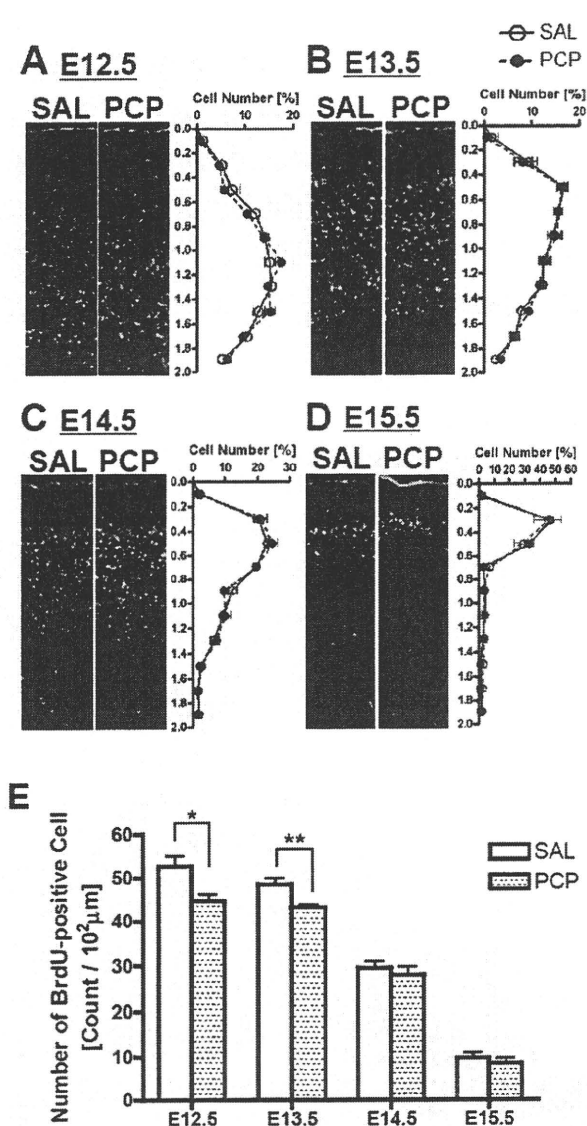 SAL
PCP
A E12.5
B E13.5
SAL PCP
Cell Number [%]
0 10 20
0.0
0.2
0.4
0.6
0.8
1.0
1.2
1.4
1.6
1.8
2.0
SAL PCP
Cell Number [%]
0 10 20
0.0
0.2
0.4
0.6
0.8
1.0
1.2
1.4
1.6
1.8
2.0
C E14.5
D E15.5
SAL PCP
Cell Number [%]
0 10 20 30
0.0
0.2
0.4
0.6
0.8
1.0
1.2
1.4
1.6
1.8
2.0
SAL PCP
Cell Number [%]
0 10 20 30 40 50 60
0.0
0.2
0.4
0.6
0.8
1.0
1.2
1.4
1.6
1.8
2.0
E
Number of BrdU-positive Cell
[Count / 10²μm]
60
50
40
30
20
10
0
*
**
SAL
PCP
E12.5 E13.5 E14.5 E15.5